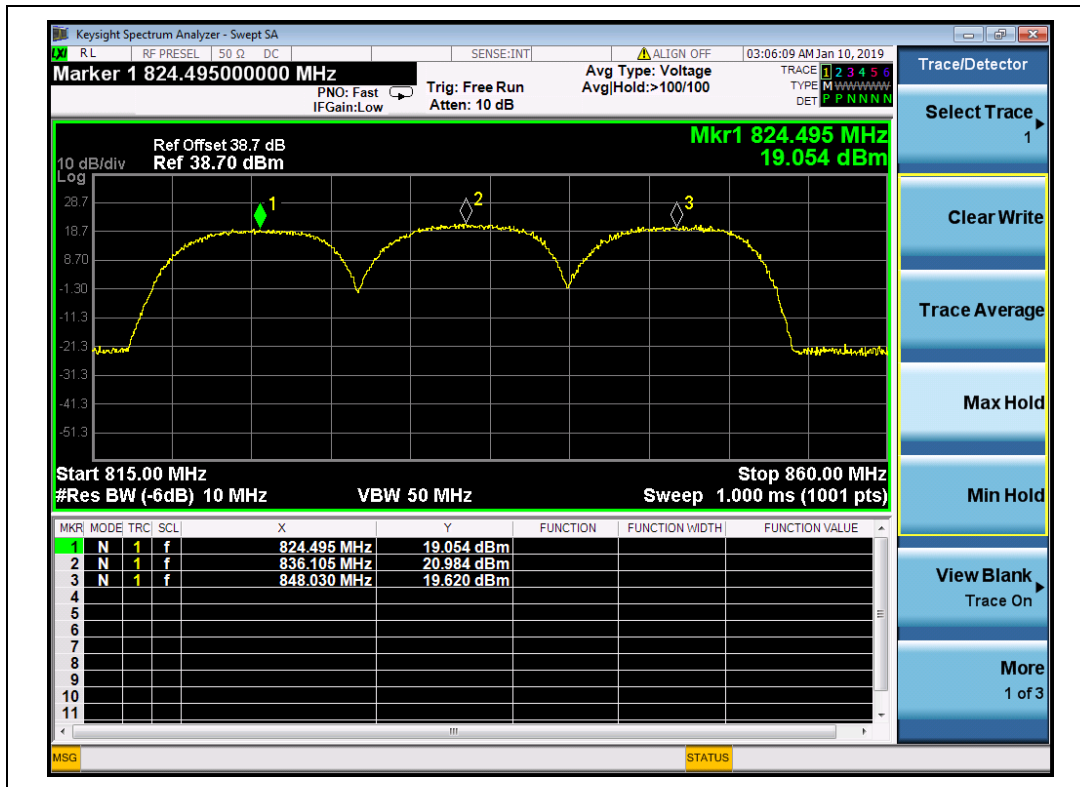 Keysight Spectrum Analyzer - Swept SA
LXI RL RF PRESEL 50 Ω DC SENSE:INT ALIGN OFF 03:06:09 AM Jan 10, 2019
Marker 1 824.495000000 MHz
PNO: Fast
IFGain:Low
Trig: Free Run
Atten: 10 dB
Avg Type: Voltage
Avg|Hold:>100/100
TRACE 1 2 3 4 5 6
TYPE M W W W W W
DET P P N N N N
Mkr1 824.495 MHz
19.054 dBm
Ref Offset 38.7 dB
10 dB/div Ref 38.70 dBm
Log
28.7
18.7
8.70
-1.30
-11.3
-21.3
-31.3
-41.3
-51.3
1
2
3
Start 815.00 MHz Stop 860.00 MHz
#Res BW (-6dB) 10 MHz VBW 50 MHz Sweep 1.000 ms (1001 pts)
MKR MODE TRC SCL X Y FUNCTION FUNCTION WIDTH FUNCTION VALUE
1 N 1 f 824.495 MHz 19.054 dBm
2 N 1 f 836.105 MHz 20.984 dBm
3 N 1 f 848.030 MHz 19.620 dBm
4
5
6
7
8
9
10
11
MSG STATUS
Trace/Detector
Select Trace
1
Clear Write
Trace Average
Max Hold
Min Hold
View Blank
Trace On
More
1 of 3